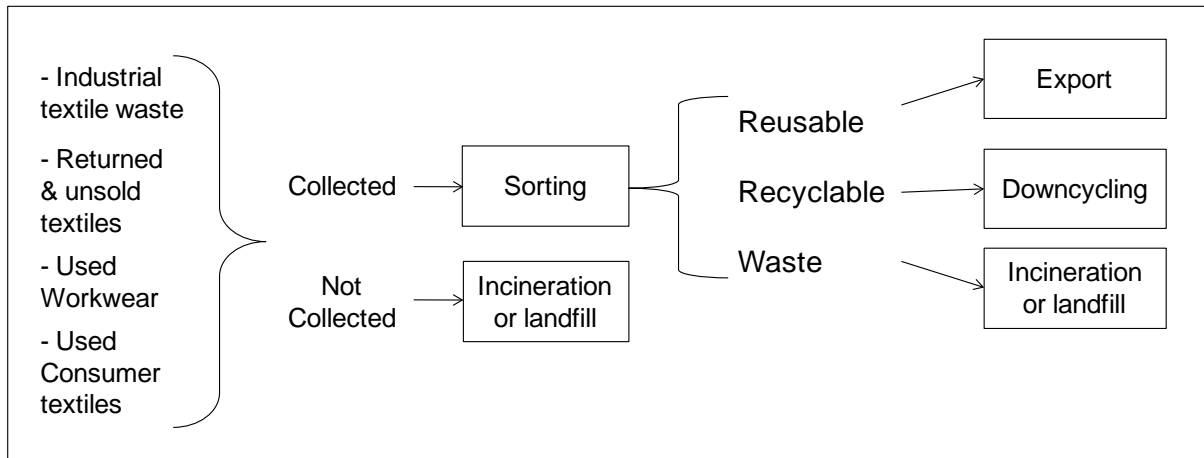 - Industrial
textile waste
- Returned
& unsold
textiles
- Used
Workwear
- Used
Consumer
textiles
Collected
Not
Collected
Sorting
Incineration
or landfill
Reusable
Recyclable
Waste
Export
Downcycling
Incineration
or landfill